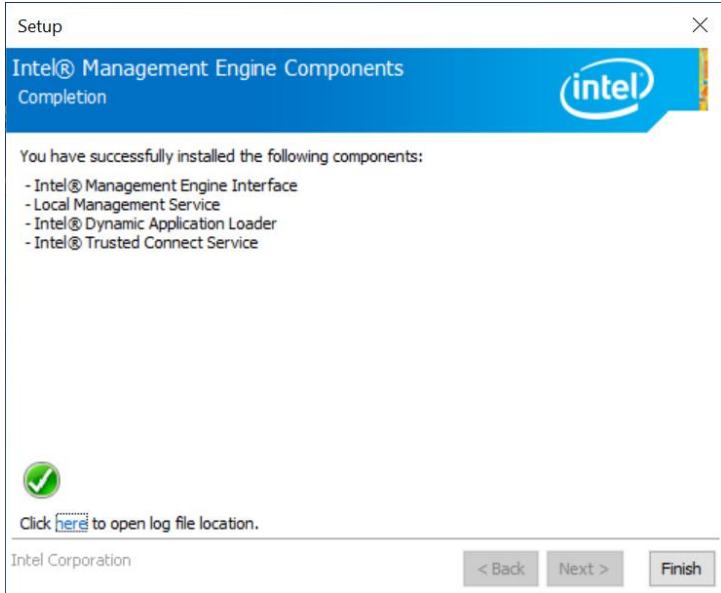 Setup
Intel® Management Engine Components
Completion
intel
You have successfully installed the following components:
- Intel® Management Engine Interface
- Local Management Service
- Intel® Dynamic Application Loader
- Intel® Trusted Connect Service
Click here to open log file location.
Intel Corporation
< Back Next > Finish